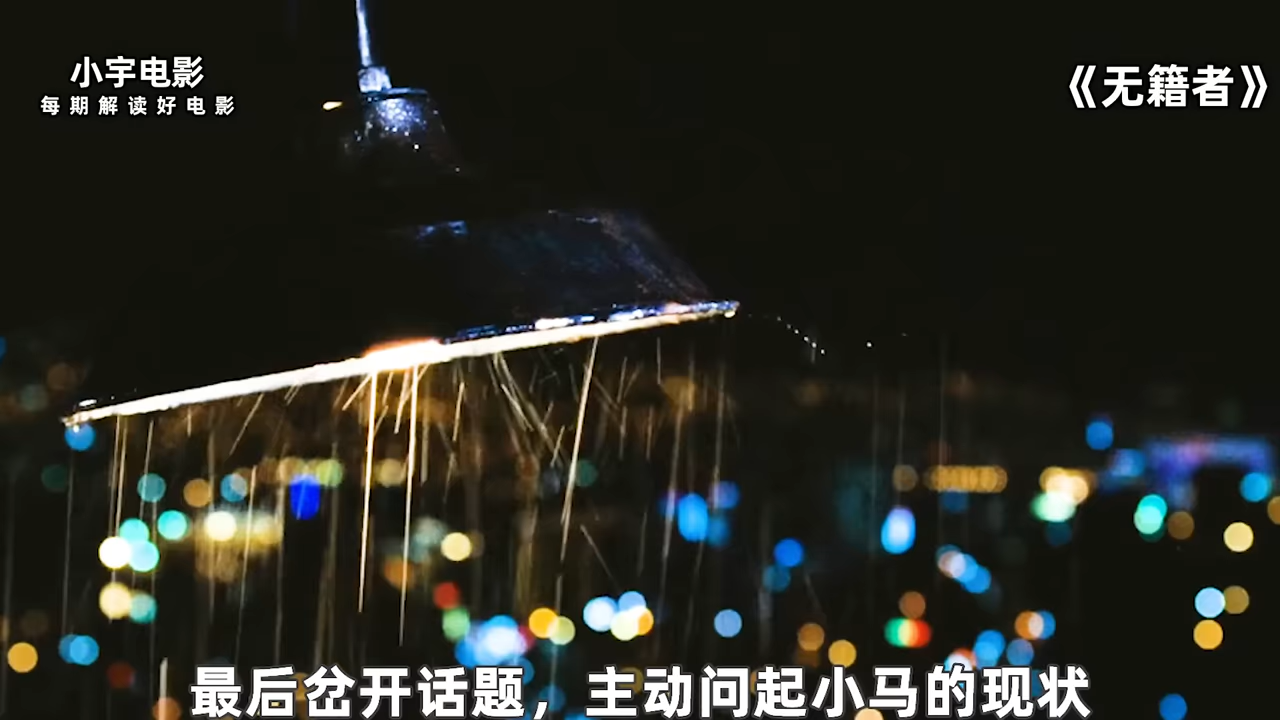 小宇电影
每期解读好电影
《无籍者》
最后岔开话题，主动问起小马的现状